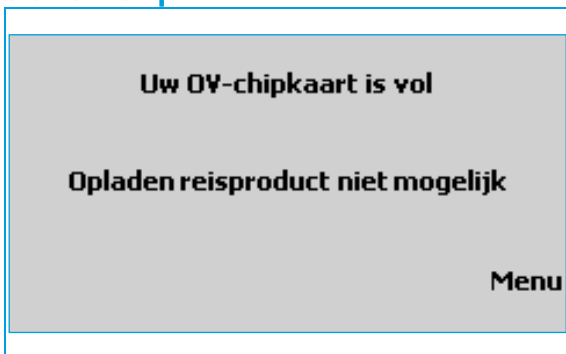 Uw OV-chipkaart is vol
Opladen reisproduct niet mogelijk
Menu